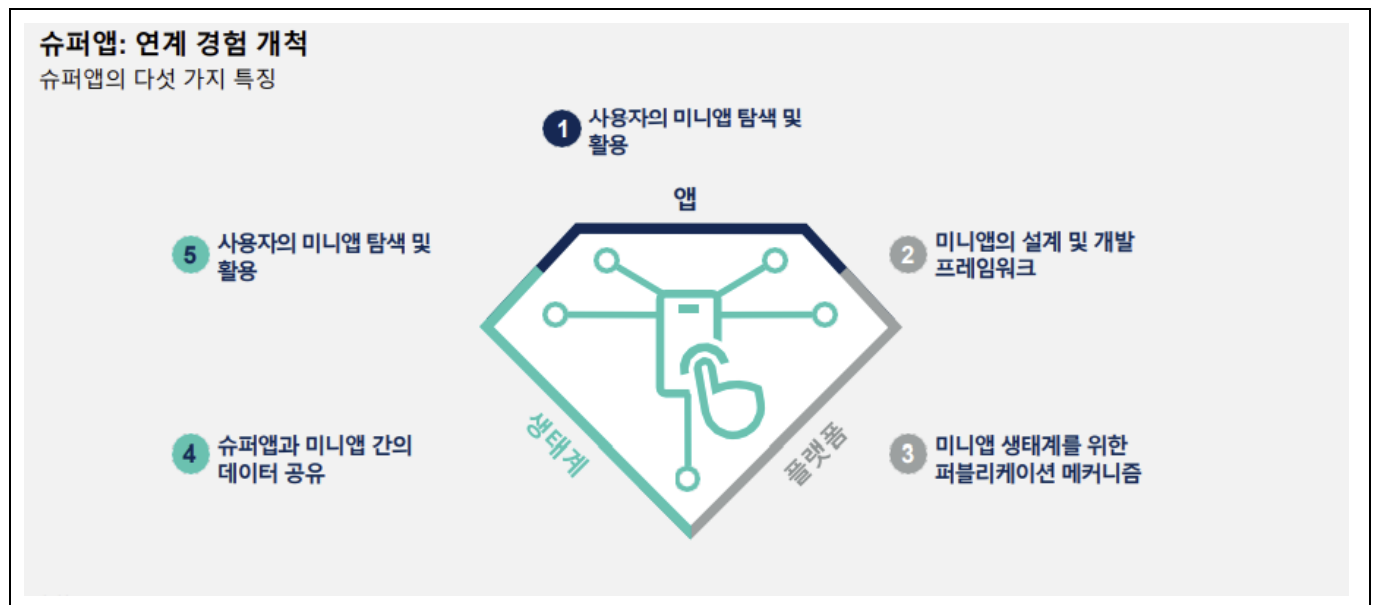 슈퍼앱: 연계 경험 개척
슈퍼앱의 다섯 가지 특징
1 사용자의 미니앱 탐색 및
활용
앱
5 사용자의 미니앱 탐색 및
활용
2 미니앱의 설계 및 개발
프레임워크
생태계
플랫폼
4 슈퍼앱과 미니앱 간의
데이터 공유
3 미니앱 생태계를 위한
퍼블리케이션 메커니즘